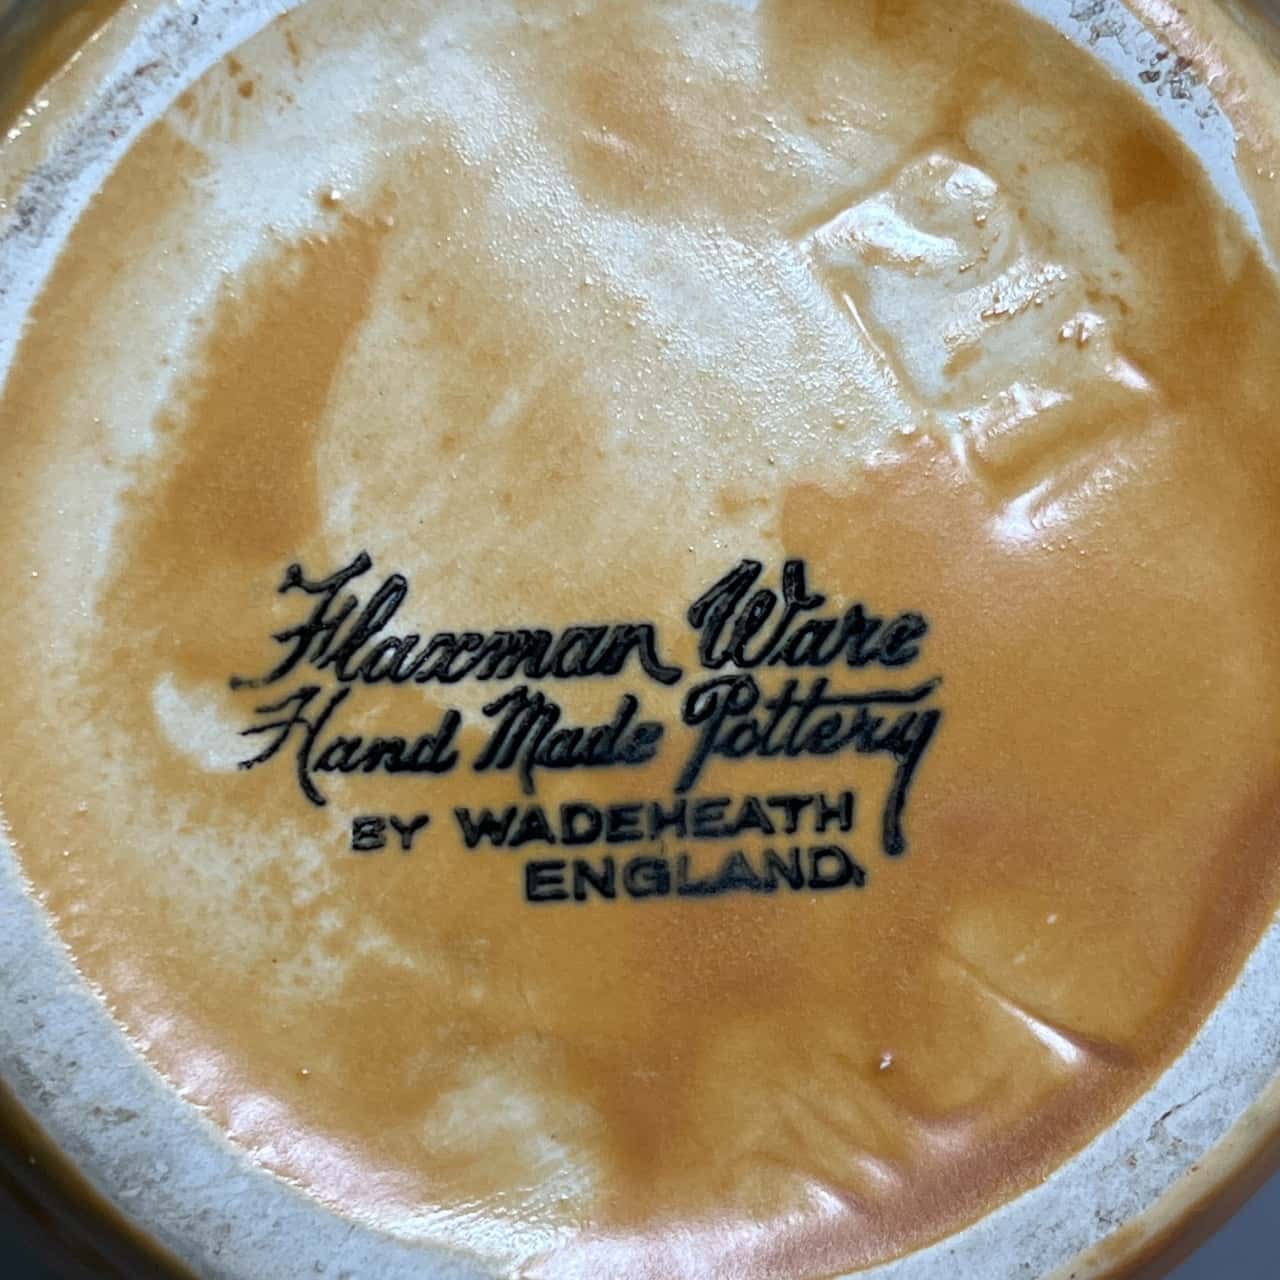 Flaxman Ware
Hand Made Pottery
BY WADEHEATH
ENGLAND.